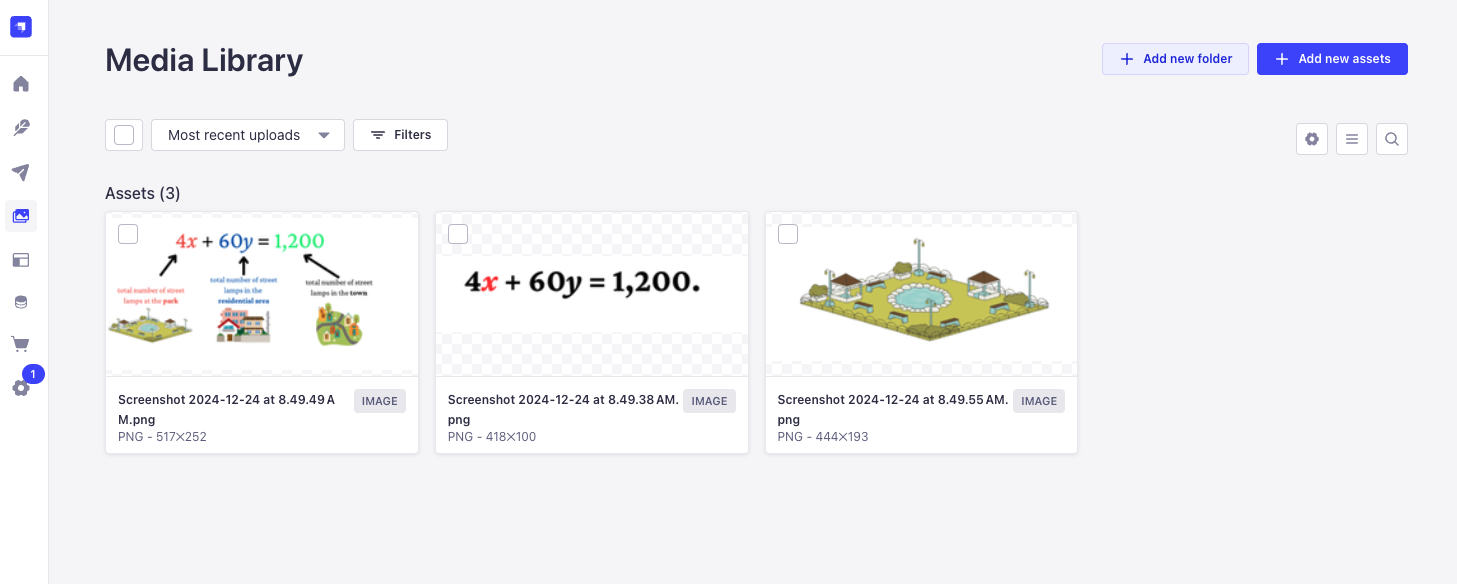 Media Library
Add new folder
Add new assets
Most recent uploads
Filters
Assets (3)
4x + 60y = 1,200
total number of street
lamps at the park
total number of street
lamps in the
residential area
total number of street
lamps in the town
Screenshot 2024-12-24 at 8.49.49 A
M.png
IMAGE
PNG - 517✕252
4x + 60y = 1,200.
Screenshot 2024-12-24 at 8.49.38 AM.
png
IMAGE
PNG - 418✕100
Screenshot 2024-12-24 at 8.49.55 AM.
png
IMAGE
PNG - 444✕193
1